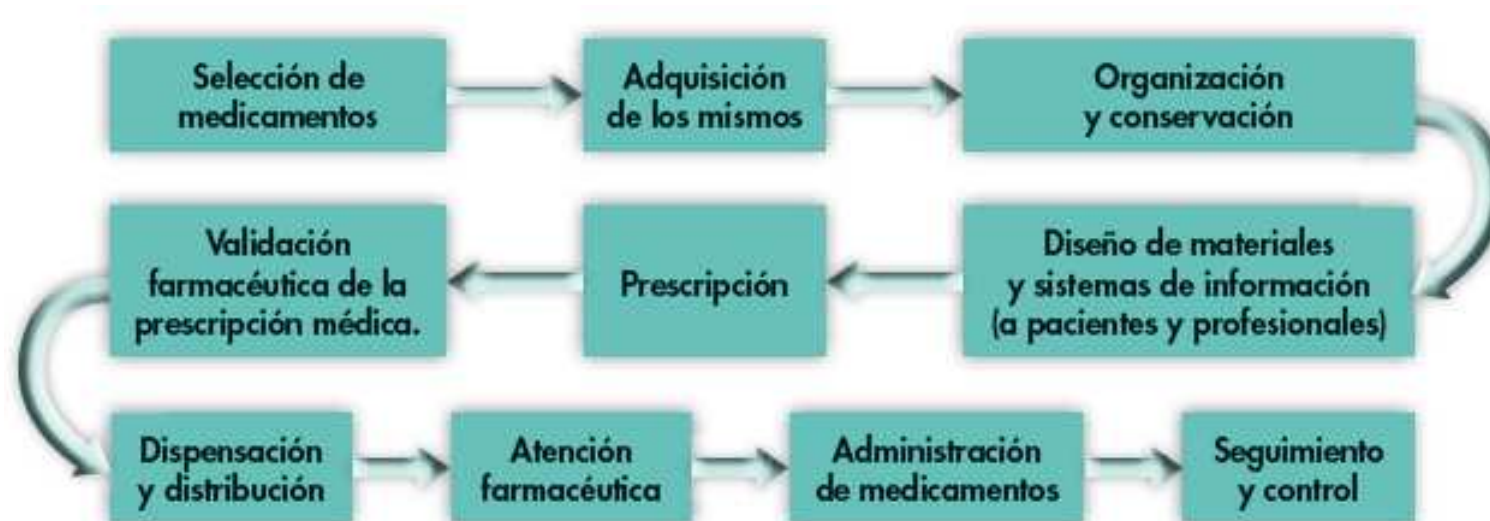 Selección de
medicamentos
Adquisición
de los mismos
Organización
y conservación
Diseño de materiales
y sistemas de información
(a pacientes y profesionales)
Prescripción
Validación
farmacéutica de la
prescripción médica.
Dispensación
y distribución
Atención
farmacéutica
Administración
de medicamentos
Seguimiento
y control